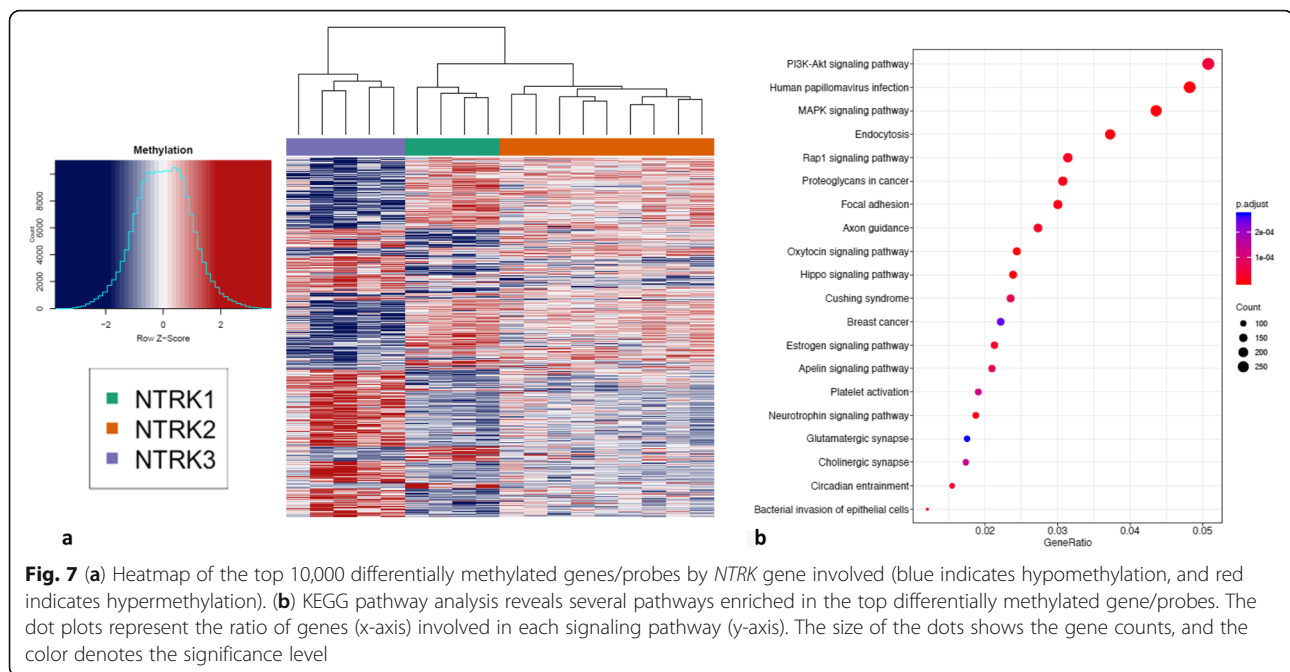 Methylation
Count
0 2000 4000 6000 8000
−2 0 2
Row Z−Score
NTRK1
NTRK2
NTRK3
a
PI3K-Akt signaling pathway
Human papillomavirus infection
MAPK signaling pathway
Endocytosis
Rap1 signaling pathway
Proteoglycans in cancer
Focal adhesion
Axon guidance
Oxytocin signaling pathway
Hippo signaling pathway
Cushing syndrome
Breast cancer
Estrogen signaling pathway
Apelin signaling pathway
Platelet activation
Neurotrophin signaling pathway
Glutamatergic synapse
Cholinergic synapse
Circadian entrainment
Bacterial invasion of epithelial cells
0.02 0.03 0.04 0.05
GeneRatio
p.adjust
2e-04
1e-04
Count
100
150
200
250
b
Fig. 7 (a) Heatmap of the top 10,000 differentially methylated genes/probes by NTRK gene involved (blue indicates hypomethylation, and red
indicates hypermethylation). (b) KEGG pathway analysis reveals several pathways enriched in the top differentially methylated gene/probes. The
dot plots represent the ratio of genes (x-axis) involved in each signaling pathway (y-axis). The size of the dots shows the gene counts, and the
color denotes the significance level